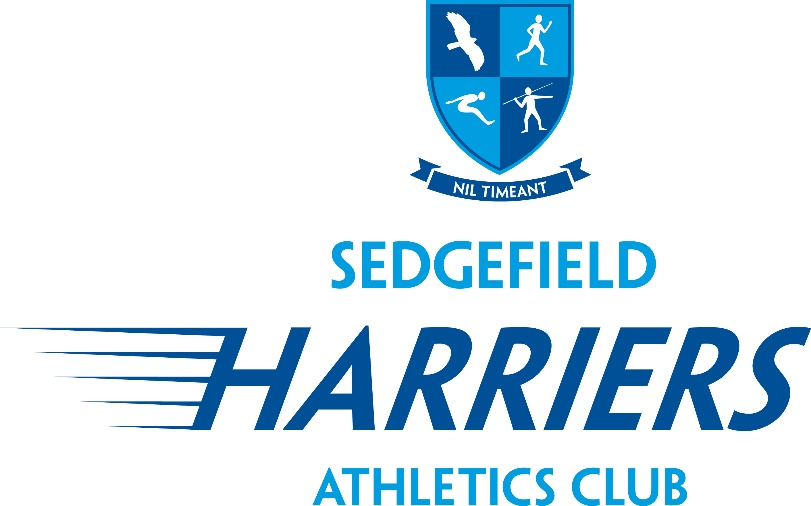 NIL TIMEANT
SEDGEFIELD
HARRIERS
ATHLETICS CLUB